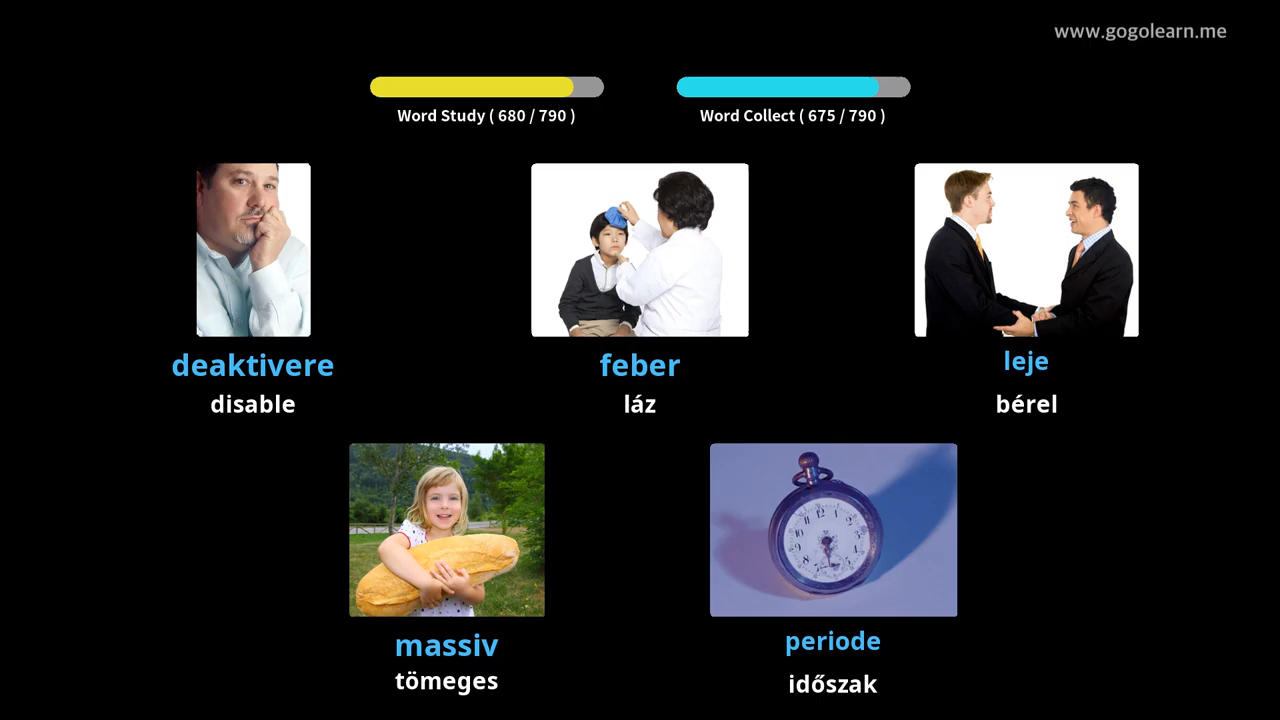 www.gogolearn.me
Word Study ( 680 / 790 )
Word Collect ( 675 / 790 )
deaktivere
disable
feber
láz
leje
bérel
massiv
tömeges
periode
időszak